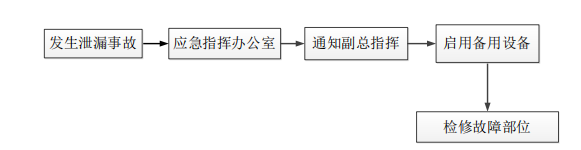 发生泄漏事故
应急指挥办公室
通知副总指挥
启用备用设备
检修故障部位